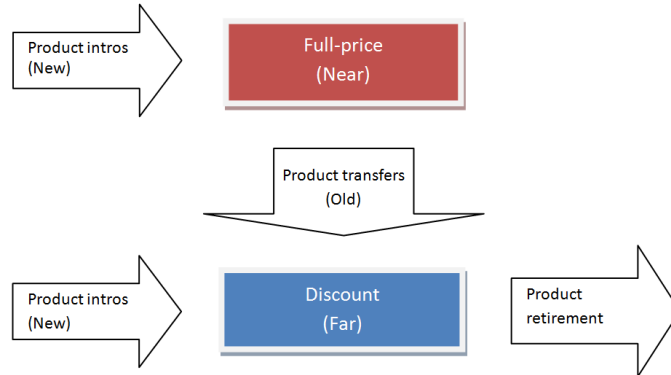 Product intros
(New)
Full-price
(Near)
Product transfers
(Old)
Product intros
(New)
Discount
(Far)
Product
retirement